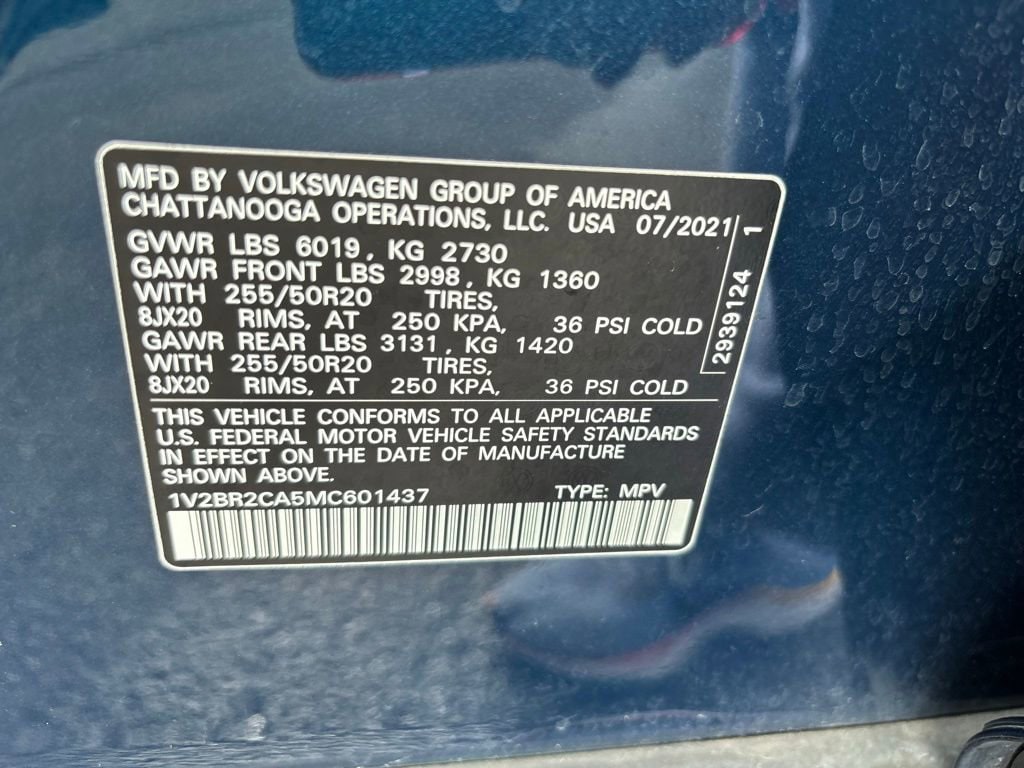 MFD BY VOLKSWAGEN GROUP OF AMERICA
CHATTANOOGA OPERATIONS, LLC. USA 07/2021
GVWR LBS 6019, KG 2730
GAWR FRONT LBS 2998, KG 1360
WITH 255/50R20 TIRES,
8JX20 RIMS, AT 250 KPA, 36 PSI COLD
GAWR REAR LBS 3131, KG 1420
WITH 255/50R20 TIRES,
8JX20 RIMS, AT 250 KPA, 36 PSI COLD
2939124 1
THIS VEHICLE CONFORMS TO ALL APPLICABLE
U.S. FEDERAL MOTOR VEHICLE SAFETY STANDARDS
IN EFFECT ON THE DATE OF MANUFACTURE
SHOWN ABOVE.
1V2BR2CA5MC601437 TYPE: MPV